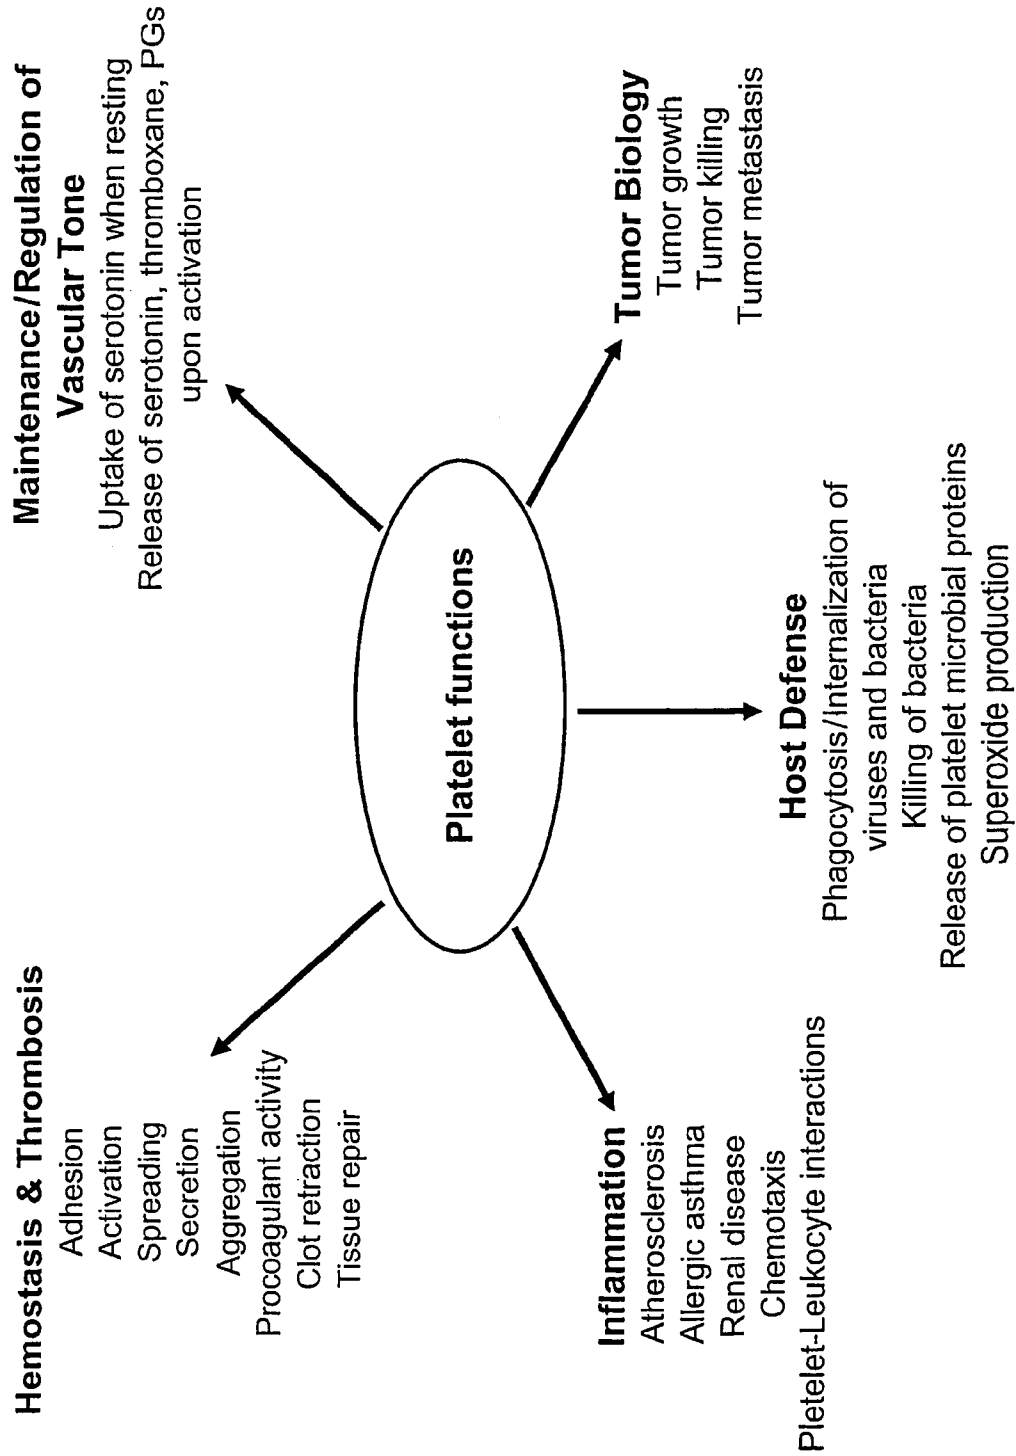 Hemostasis & Thrombosis
Adhesion
Activation
Spreading
Secretion
Aggregation
Procoagulant activity
Clot retraction
Tissue repair
Maintenance/Regulation of
Vascular Tone
Uptake of serotonin when resting
Release of serotonin, thromboxane, PGs
upon activation
Platelet functions
Inflammation
Atherosclerosis
Allergic asthma
Renal disease
Chemotaxis
Pletelet-Leukocyte interactions
Host Defense
Phagocytosis/Internalization of
viruses and bacteria
Killing of bacteria
Release of platelet microbial proteins
Superoxide production
Tumor Biology
Tumor growth
Tumor killing
Tumor metastasis